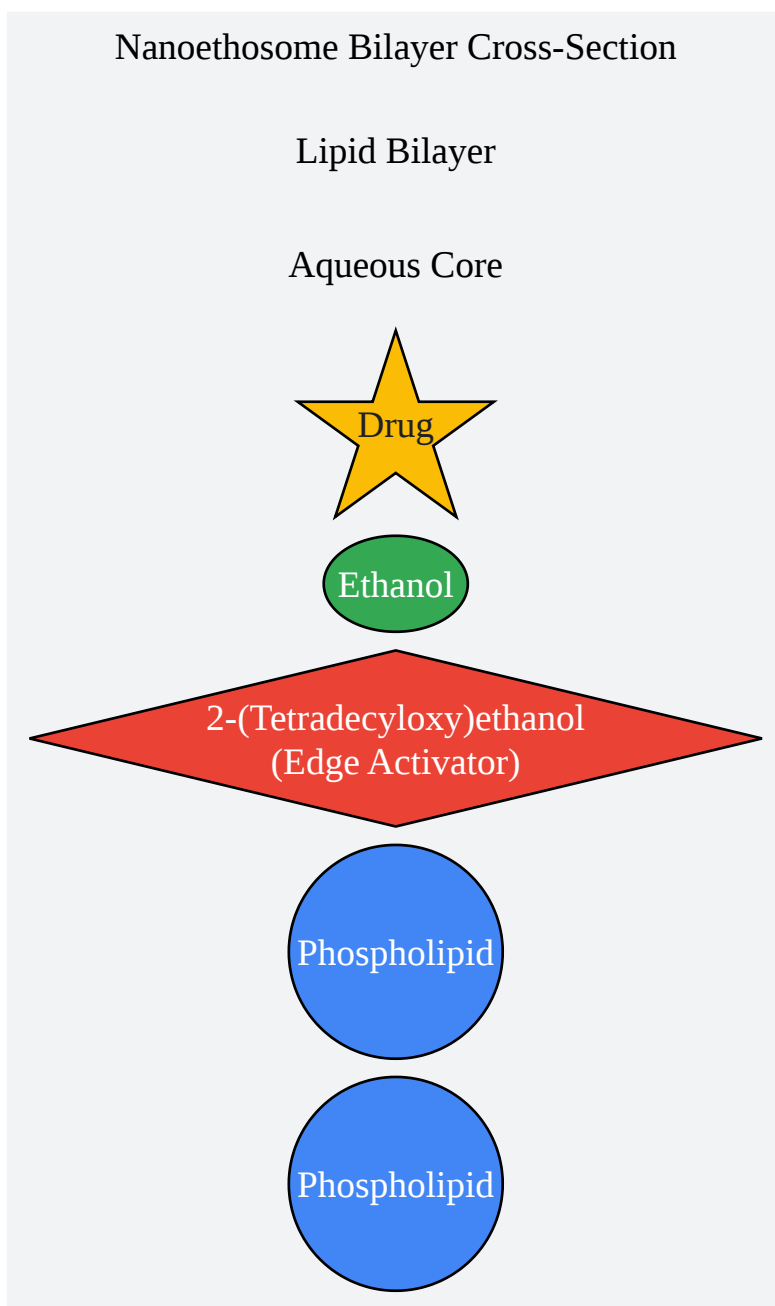 Nanoethosome Bilayer Cross-Section
Lipid Bilayer
Aqueous Core
Drug
Ethanol
2-(Tetradecyloxy)ethanol
(Edge Activator)
Phospholipid
Phospholipid